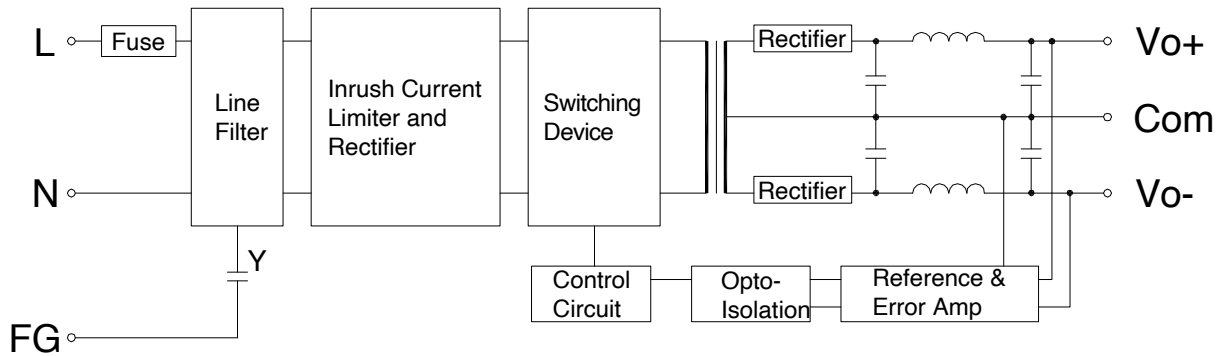 L
Fuse
Line
Filter
Inrush Current
Limiter and
Rectifier
Switching
Device
Rectifier
Vo+
Com
N
Rectifier
Vo-
Y
Control
Circuit
Opto-
Isolation
Reference &
Error Amp
FG